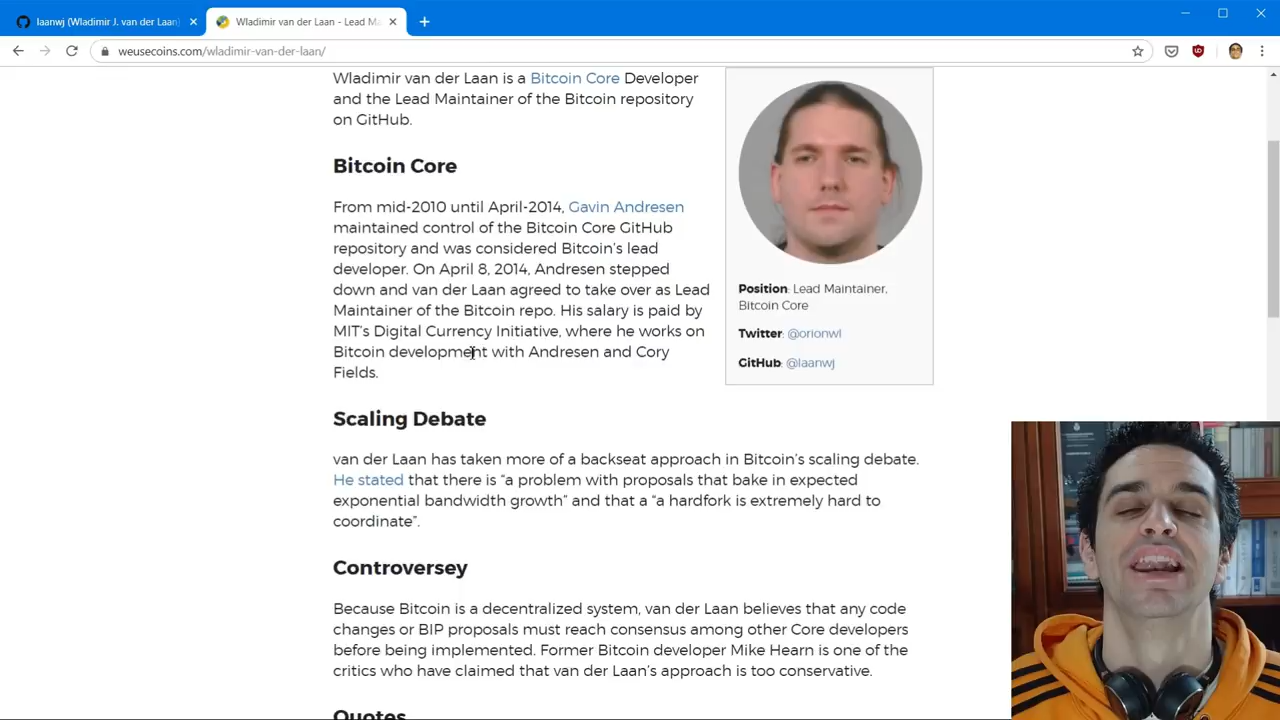 laanwj (Wladimir J. van der Laan)
Wladimir van der Laan - Lead Ma
weusecoins.com/wladimir-van-der-laan/
Wladimir van der Laan is a Bitcoin Core Developer
and the Lead Maintainer of the Bitcoin repository
on GitHub.
Bitcoin Core
From mid-2010 until April-2014, Gavin Andresen
maintained control of the Bitcoin Core GitHub
repository and was considered Bitcoin's lead
developer. On April 8, 2014, Andresen stepped
down and van der Laan agreed to take over as Lead
Maintainer of the Bitcoin repo. His salary is paid by
MIT's Digital Currency Initiative, where he works on
Bitcoin development with Andresen and Cory
Fields.
Position: Lead Maintainer,
Bitcoin Core
Twitter: @orionwl
GitHub: @laanwj
Scaling Debate
van der Laan has taken more of a backseat approach in Bitcoin's scaling debate.
He stated that there is “a problem with proposals that bake in expected
exponential bandwidth growth” and that a “a hardfork is extremely hard to
coordinate”.
Controversey
Because Bitcoin is a decentralized system, van der Laan believes that any code
changes or BIP proposals must reach consensus among other Core developers
before being implemented. Former Bitcoin developer Mike Hearn is one of the
critics who have claimed that van der Laan's approach is too conservative.
Quotes